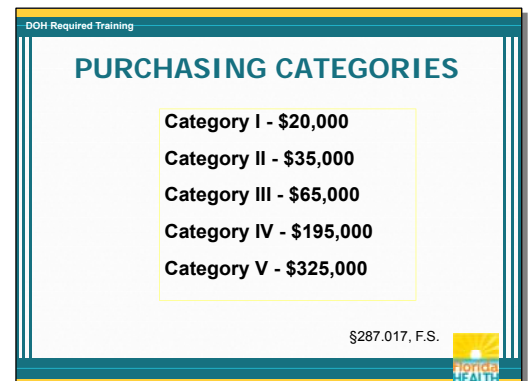 DOH Required Training
PURCHASING CATEGORIES
Category I - $20,000
Category II - $35,000
Category III - $65,000
Category IV - $195,000
Category V - $325,000
§287.017, F.S.
Florida
HEALTH